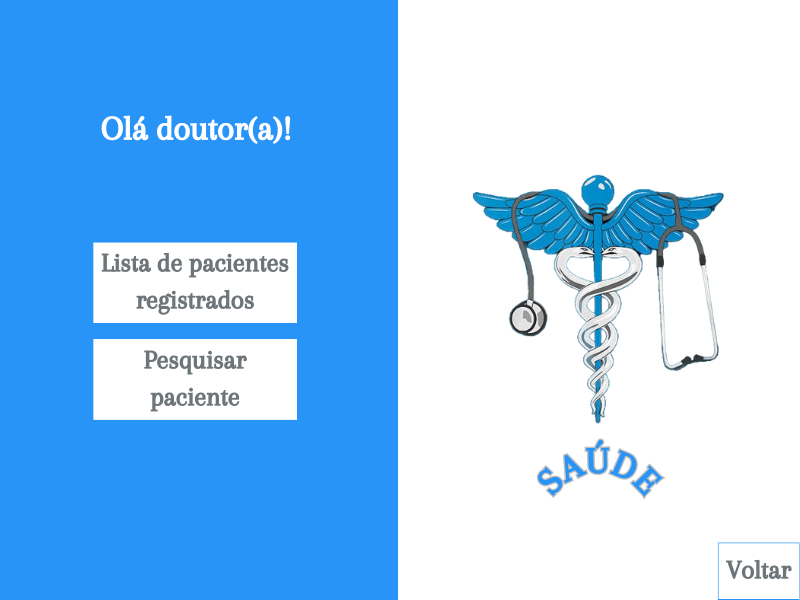 Olá doutor(a)!
Lista de pacientes
registrados
Pesquisar
paciente
SAÚDE
Voltar